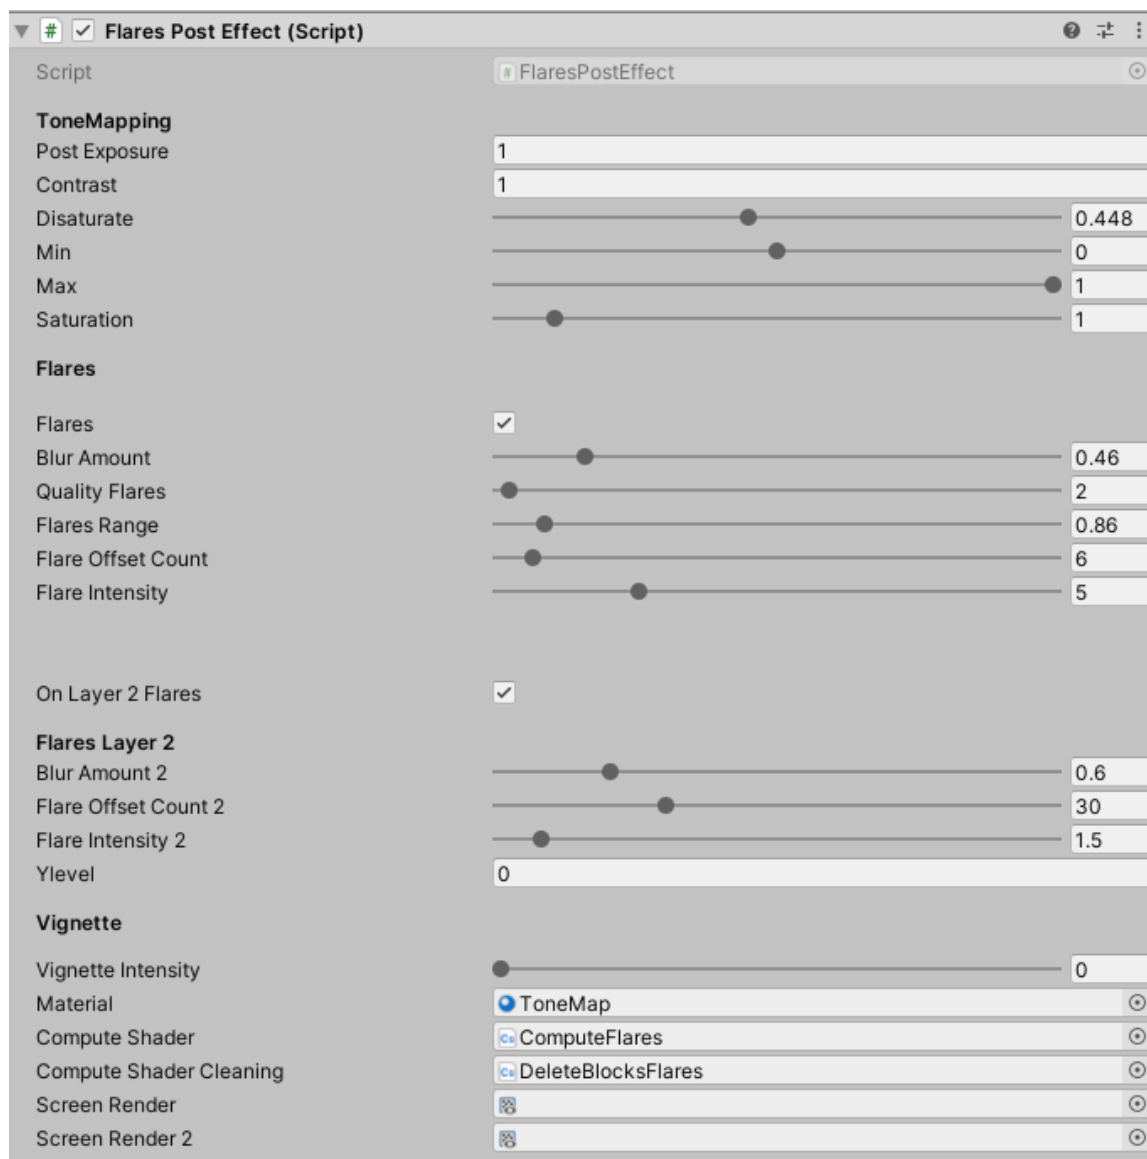 Flares Post Effect (Script)
Script FlaresPostEffect
ToneMapping
Post Exposure 1
Contrast 1
Disaturate 0.448
Min 0
Max 1
Saturation 1
Flares
Flares
Blur Amount 0.46
Quality Flares 2
Flares Range 0.86
Flare Offset Count 6
Flare Intensity 5
On Layer 2 Flares
Flares Layer 2
Blur Amount 2 0.6
Flare Offset Count 2 30
Flare Intensity 2 1.5
Ylevel 0
Vignette
Vignette Intensity 0
Material ToneMap
Compute Shader ComputeFlares
Compute Shader Cleaning DeleteBlocksFlares
Screen Render
Screen Render 2